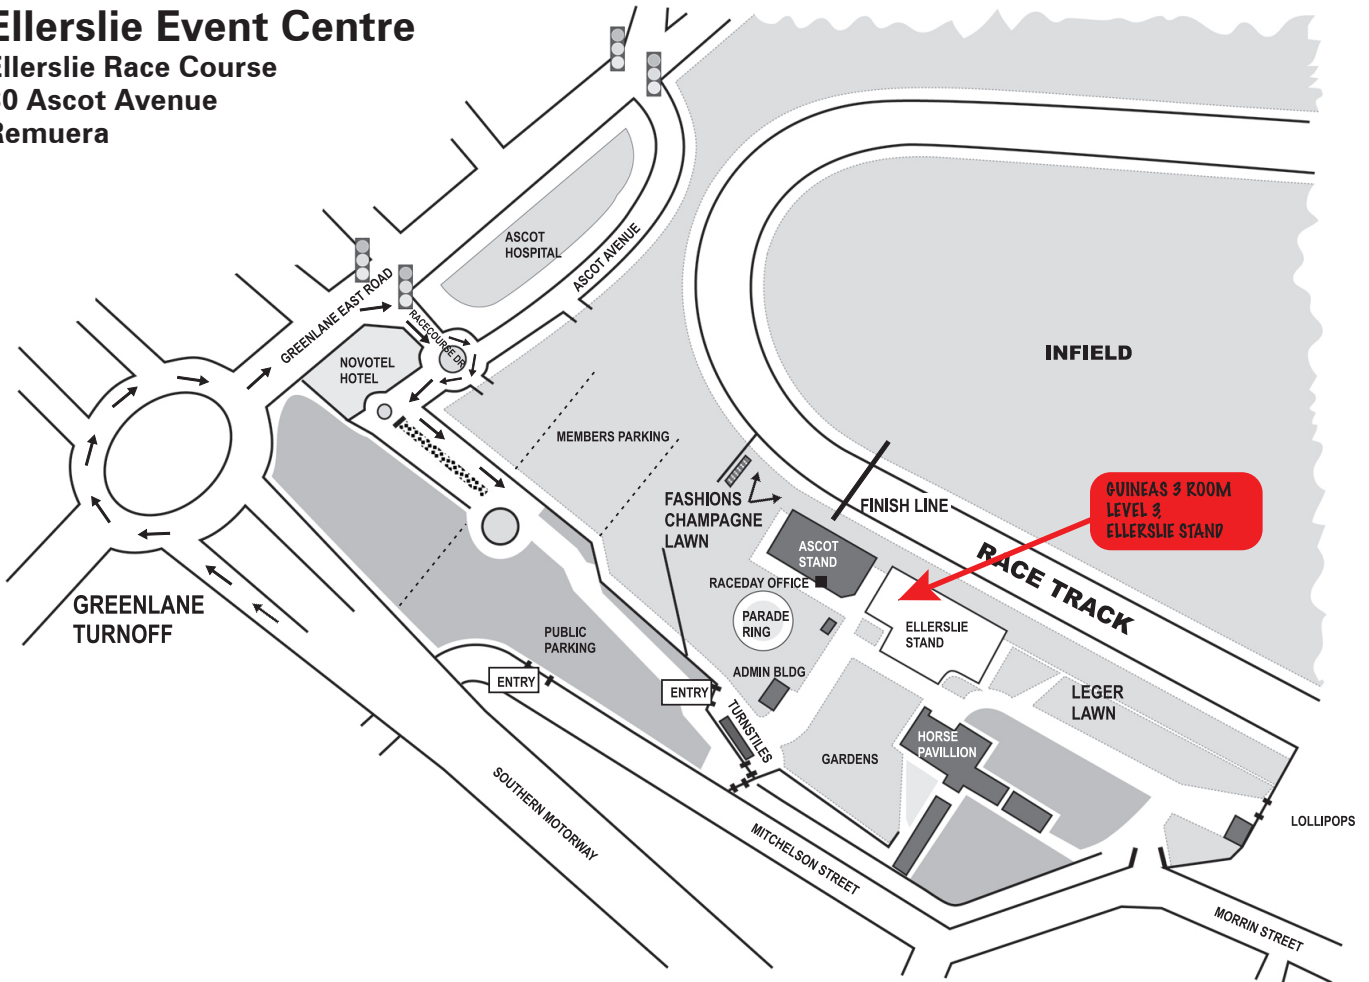 Ellerslie Event Centre
Ellerslie Race Course
0 Ascot Avenue
Remuera
ASCOT
HOSPITAL
ASCOT AVENUE
GREENLANE EAST ROAD
RACECOURSE DR
NOVOTEL
HOTEL
INFIELD
MEMBERS PARKING
FASHIONS
CHAMPAGNE
LAWN
FINISH LINE
GUINEAS 3 ROOM
LEVEL 3,
ELLERSLIE STAND
ASCOT
STAND
RACE TRACK
RACEDAY OFFICE
PARADE
RING
ELLERSLIE
STAND
GREENLANE
TURNOFF
PUBLIC
PARKING
ADMIN BLDG
ENTRY
ENTRY
TURNSTILES
LEGER
LAWN
HORSE
PAVILLION
GARDENS
SOUTHERN MOTORWAY
MITCHELSON STREET
LOLLIPOPS
MORRIN STREET